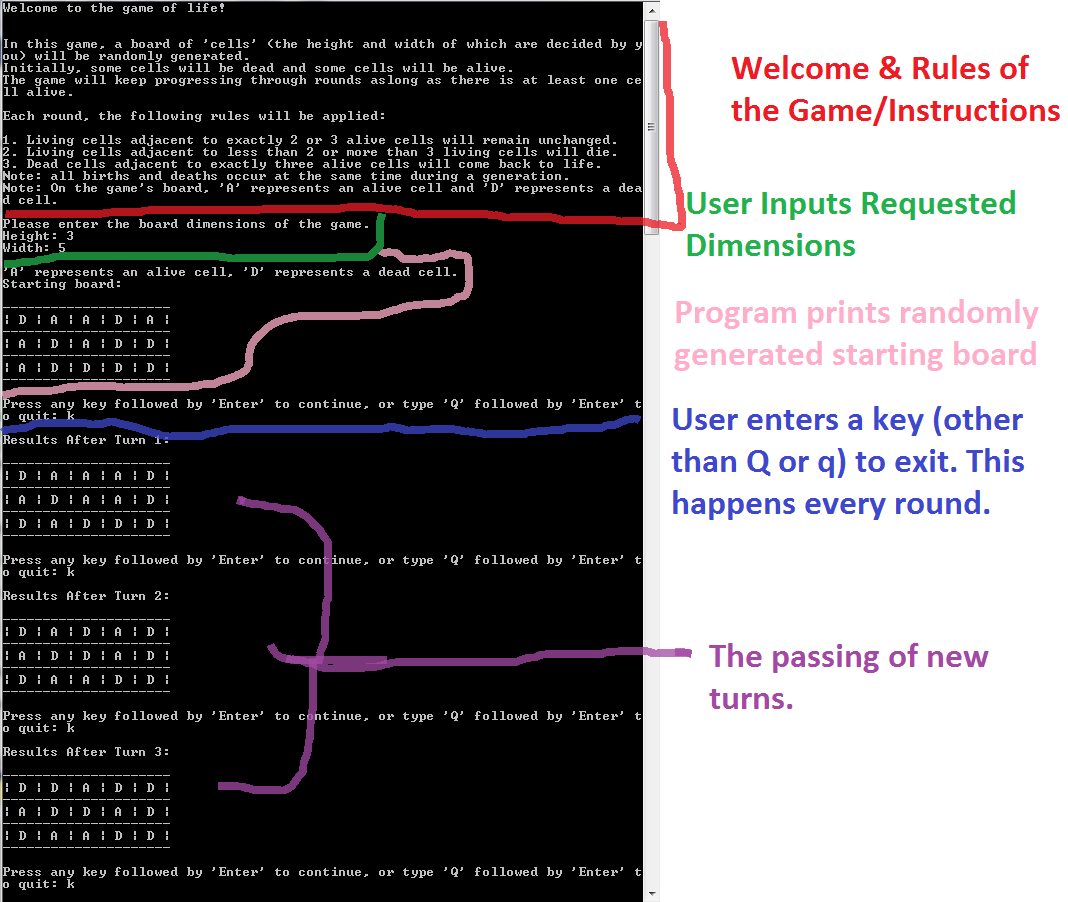 Welcome to the game of life!
In this game, a board of 'cells' (the height and width of which are decided by y
ou) will be randomly generated.
Initially, some cells will be dead and some cells will be alive.
The game will keep progressing through rounds aslong as there is at least one ce
ll alive.
Each round, the following rules will be applied:
1. Living cells adjacent to exactly 2 or 3 alive cells will remain unchanged.
2. Living cells adjacent to less than 2 or more than 3 living cells will die.
3. Dead cells adjacent to exactly three alive cells will come back to life.
Note: all births and deaths occur at the same time during a generation.
Note: On the game's board, 'A' represents an alive cell and 'D' represents a dea
d cell.
Please enter the board dimensions of the game.
Height: 3
Width: 5
'A' represents an alive cell, 'D' represents a dead cell.
Starting board:
¦ D ¦ A ¦ A ¦ D ¦ A ¦
¦ A ¦ D ¦ A ¦ D ¦ D ¦
¦ A ¦ D ¦ D ¦ D ¦ D ¦
Press any key followed by 'Enter' to continue, or type 'Q' followed by 'Enter' t
o quit: k
Results After Turn 1:
¦ D ¦ A ¦ A ¦ A ¦ D ¦
¦ A ¦ D ¦ A ¦ A ¦ D ¦
¦ D ¦ A ¦ D ¦ D ¦ D ¦
Press any key followed by 'Enter' to continue, or type 'Q' followed by 'Enter' t
o quit: k
Results After Turn 2:
¦ D ¦ A ¦ D ¦ A ¦ D ¦
¦ A ¦ D ¦ D ¦ A ¦ D ¦
¦ D ¦ A ¦ A ¦ D ¦ D ¦
Press any key followed by 'Enter' to continue, or type 'Q' followed by 'Enter' t
o quit: k
Results After Turn 3:
¦ D ¦ D ¦ A ¦ D ¦ D ¦
¦ A ¦ D ¦ D ¦ A ¦ D ¦
¦ D ¦ A ¦ A ¦ D ¦ D ¦
Press any key followed by 'Enter' to continue, or type 'Q' followed by 'Enter' t
o quit: k
Welcome & Rules of
the Game/Instructions
User Inputs Requested
Dimensions
Program prints randomly
generated starting board
User enters a key (other
than Q or q) to exit. This
happens every round.
The passing of new
turns.